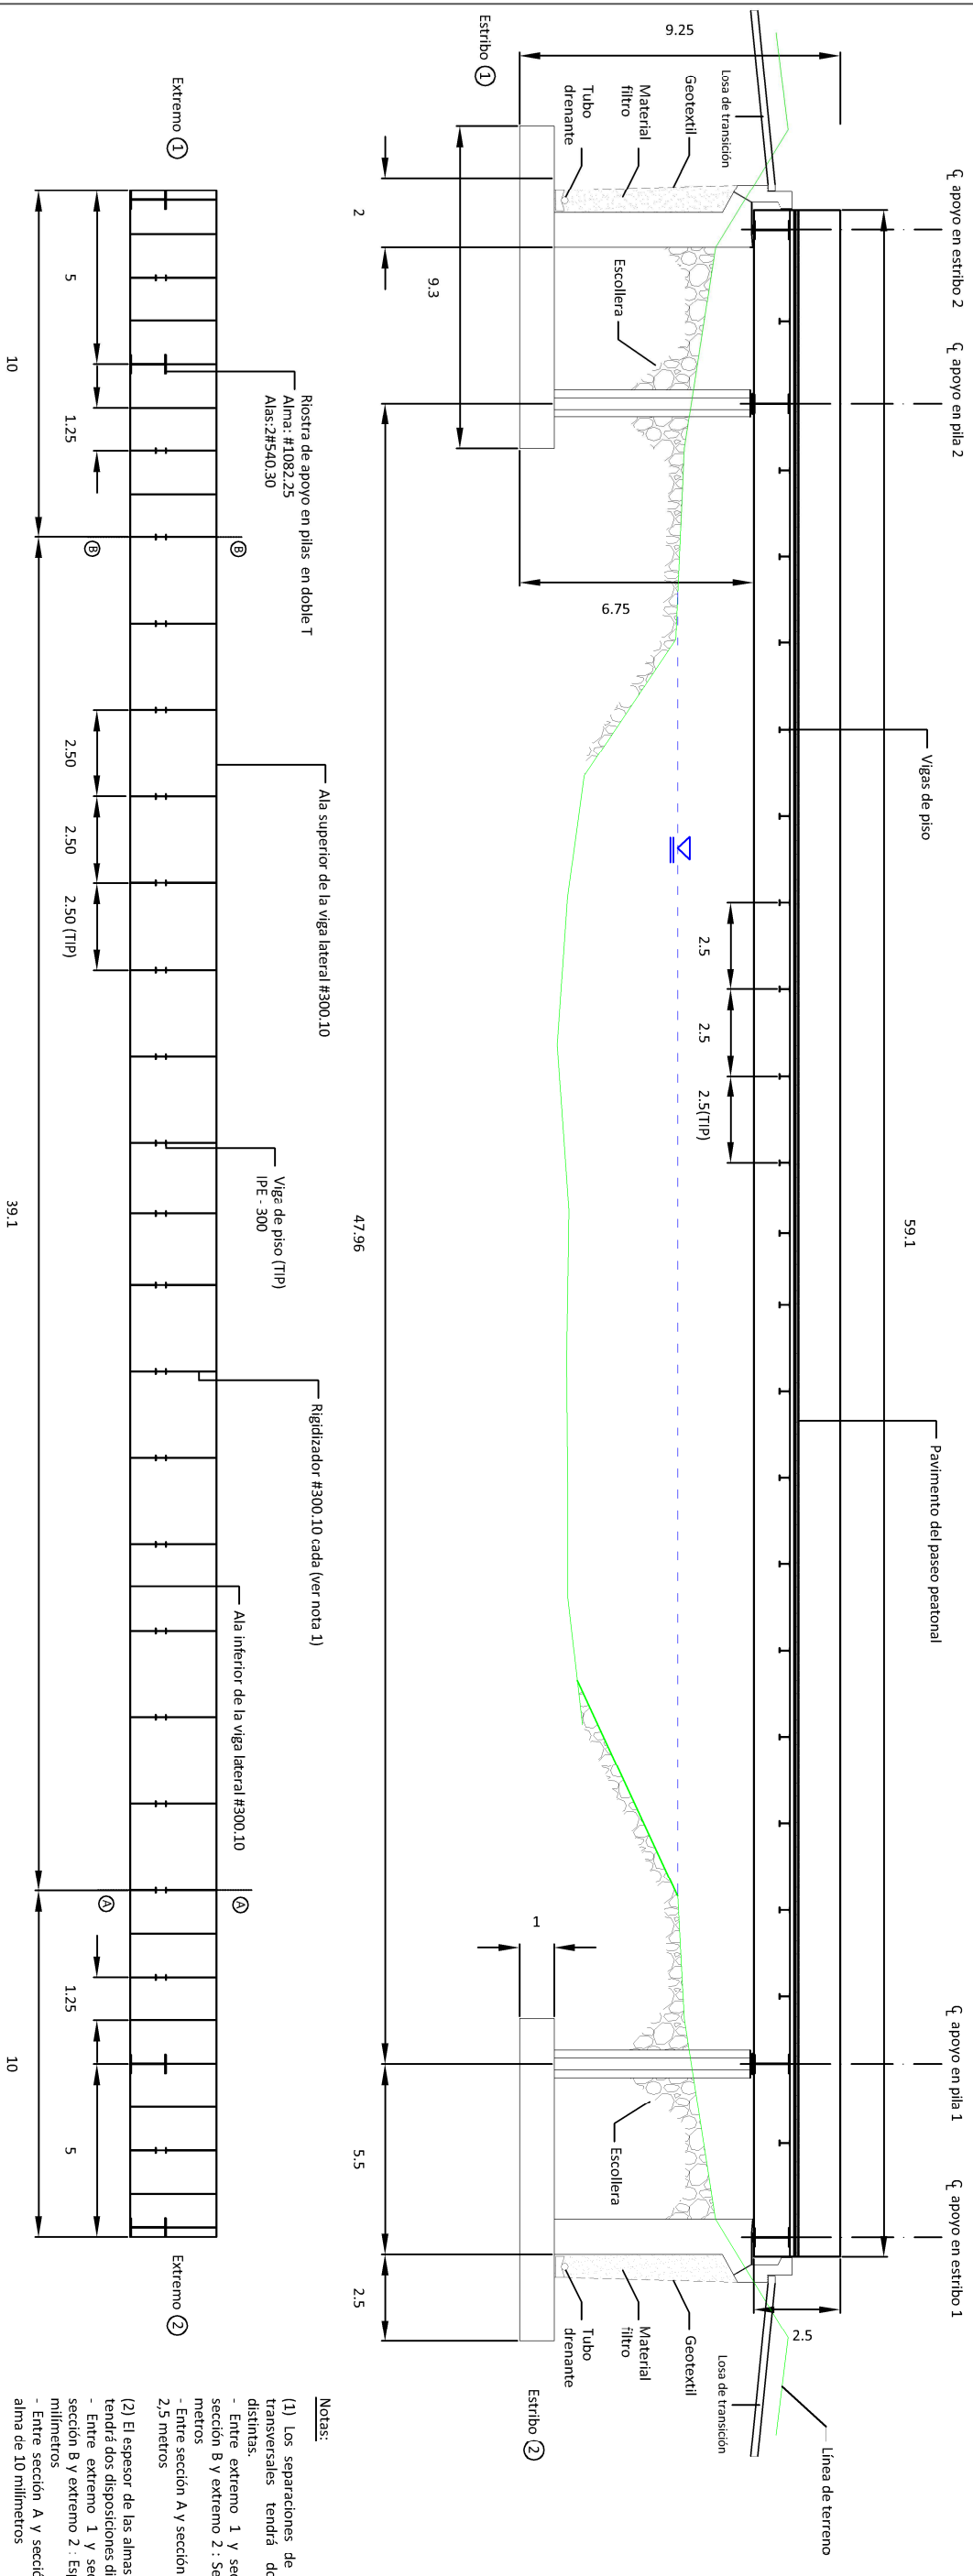 ℄ apoyo en estribo 2
℄ apoyo en pila 2
℄ apoyo en pila 1
℄ apoyo en estribo 1
Línea de terreno
Vigas de piso
Pavimento del paseo peatonal
59.1
2.5
2.5
2.5(TIP)
2.5
Losa de transición
Geotextil
Material
filtro
Tubo
drenante
9.25
Estribo 1
Escollera
6.75
Losa de transición
Geotextil
Material
filtro
Tubo
drenante
Escollera
1
Estribo 2
2
9.3
47.96
5.5
2.5
Extremo 1
Riostra de apoyo en pilas en doble T
Alma: #1082.25
Alas:2#540.30
Ala superior de la viga lateral #300.10
Viga de piso (TIP)
IPE - 300
Rigidizador #300.10 cada (ver nota 1)
Ala inferior de la viga lateral #300.10
B
B
A
A
Extremo 2
5
1.25
2.50
2.50
2.50 (TIP)
1.25
5
10
39.1
10
Notas:
(1) Los separaciones de
transversales tendrá do
distintas.
- Entre extremo 1 y sec
sección B y extremo 2 : Se
metros
- Entre sección A y sección
2,5 metros
(2) El espesor de las almas
tendrá dos disposiciones di
- Entre extremo 1 y sec
sección B y extremo 2 : Esp
milímetros
- Entre sección A y secció
alma de 10 milímetros